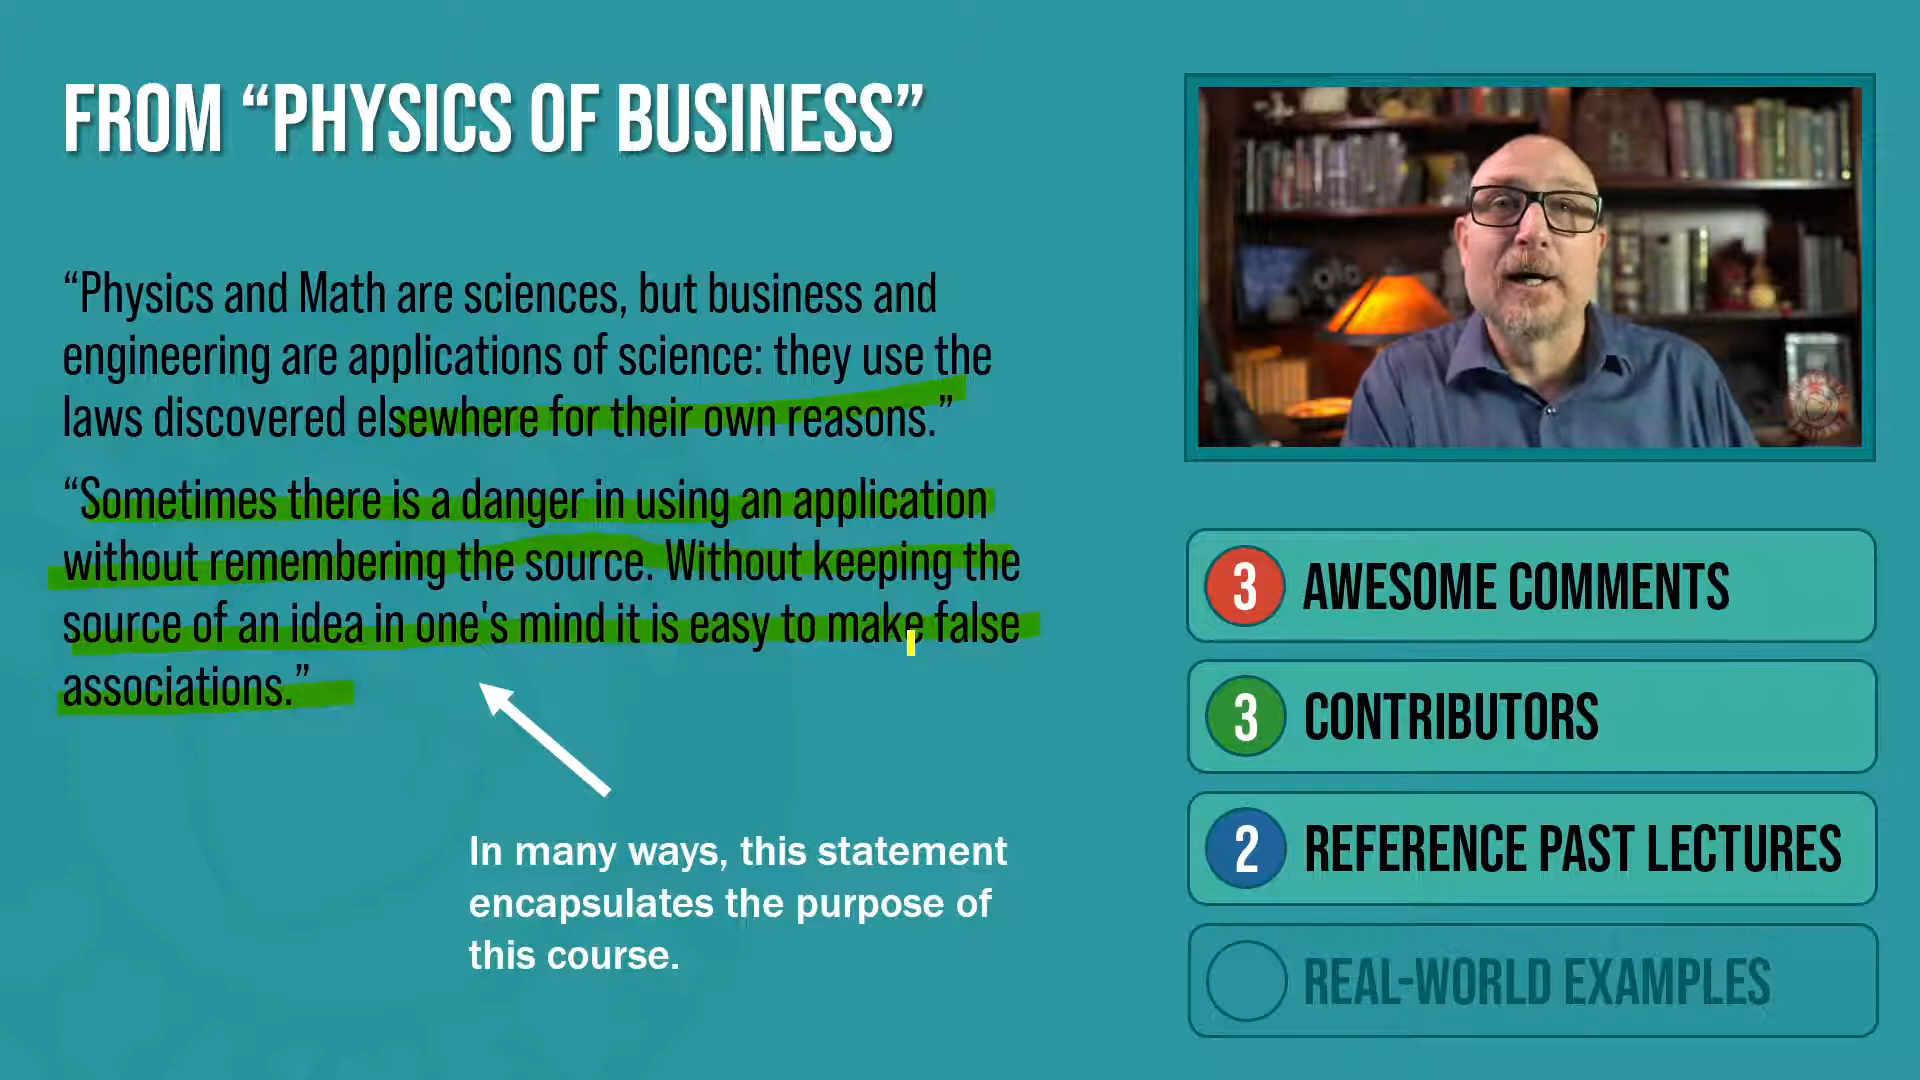 FROM “PHYSICS OF BUSINESS”
“Physics and Math are sciences, but business and
engineering are applications of science: they use the
laws discovered elsewhere for their own reasons.”
“Sometimes there is a danger in using an application
without remembering the source. Without keeping the
source of an idea in one's mind it is easy to make false
associations.”
In many ways, this statement
encapsulates the purpose of
this course.
3 AWESOME COMMENTS
3 CONTRIBUTORS
2 REFERENCE PAST LECTURES
REAL-WORLD EXAMPLES